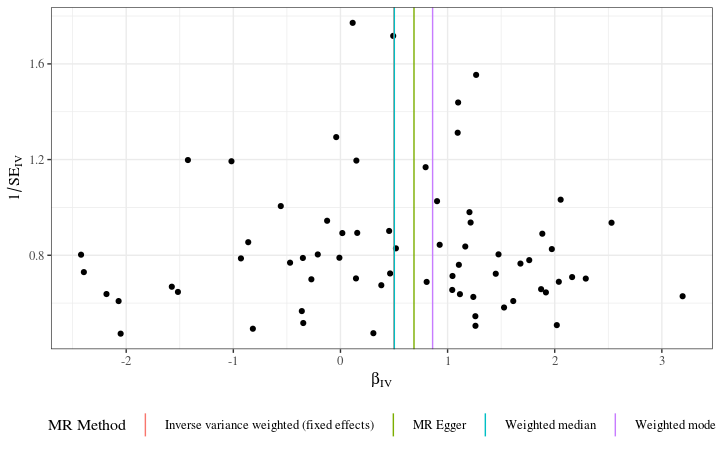 1.6
1.2
0.8
1/SE_IV
-2 -1 0 1 2 3
β_IV
MR Method Inverse variance weighted (fixed effects) MR Egger Weighted median Weighted mode